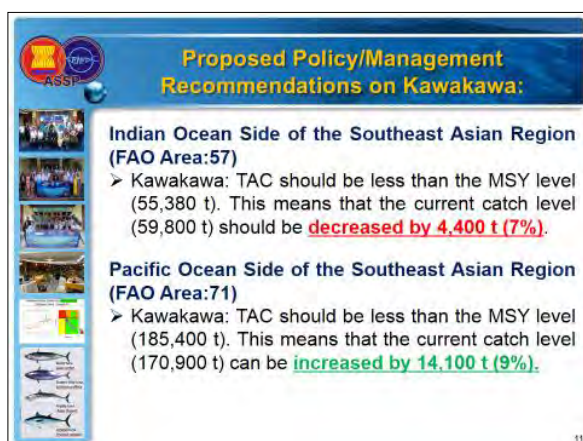 ASSP
Proposed Policy/Management
Recommendations on Kawakawa:
Indian Ocean Side of the Southeast Asian Region
(FAO Area:57)
➢ Kawakawa: TAC should be less than the MSY level
(55,380 t). This means that the current catch level
(59,800 t) should be decreased by 4,400 t (7%).
Pacific Ocean Side of the Southeast Asian Region
(FAO Area:71)
➢ Kawakawa: TAC should be less than the MSY level
(185,400 t). This means that the current catch level
(170,900 t) can be increased by 14,100 t (9%).
11